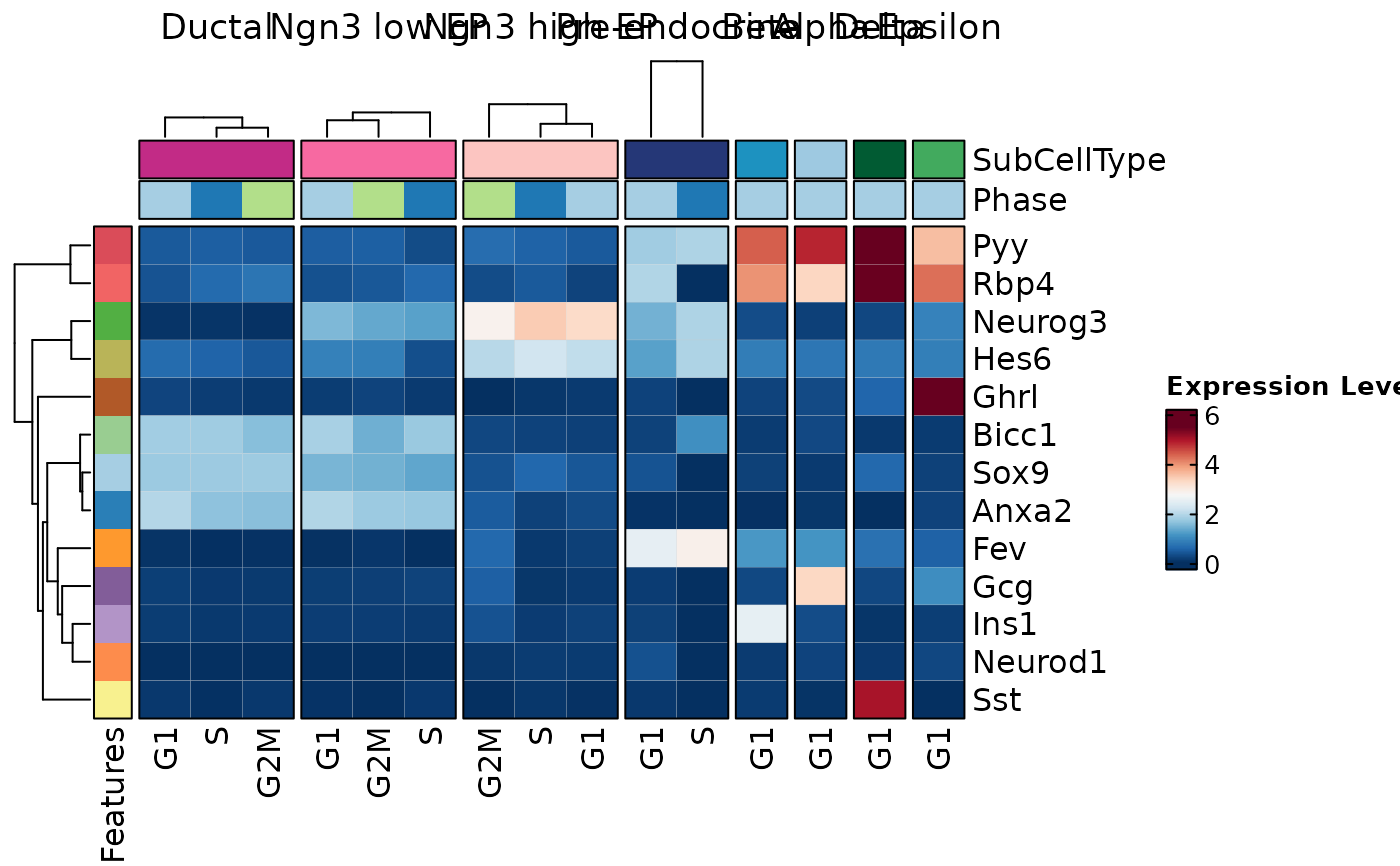 Ductal
Ngn3 low EP
Ngn3 high EP
Pre-endocrine
Beta
Alpha
Delta
Epsilon
SubCellType
Phase
Pyy
Rbp4
Neurog3
Hes6
Ghrl
Bicc1
Sox9
Anxa2
Fev
Gcg
Ins1
Neurod1
Sst
Expression Leve
6
4
2
0
Features
G1
S
G2M
G1
G2M
S
G2M
S
G1
G1
S
G1
G1
G1
G1